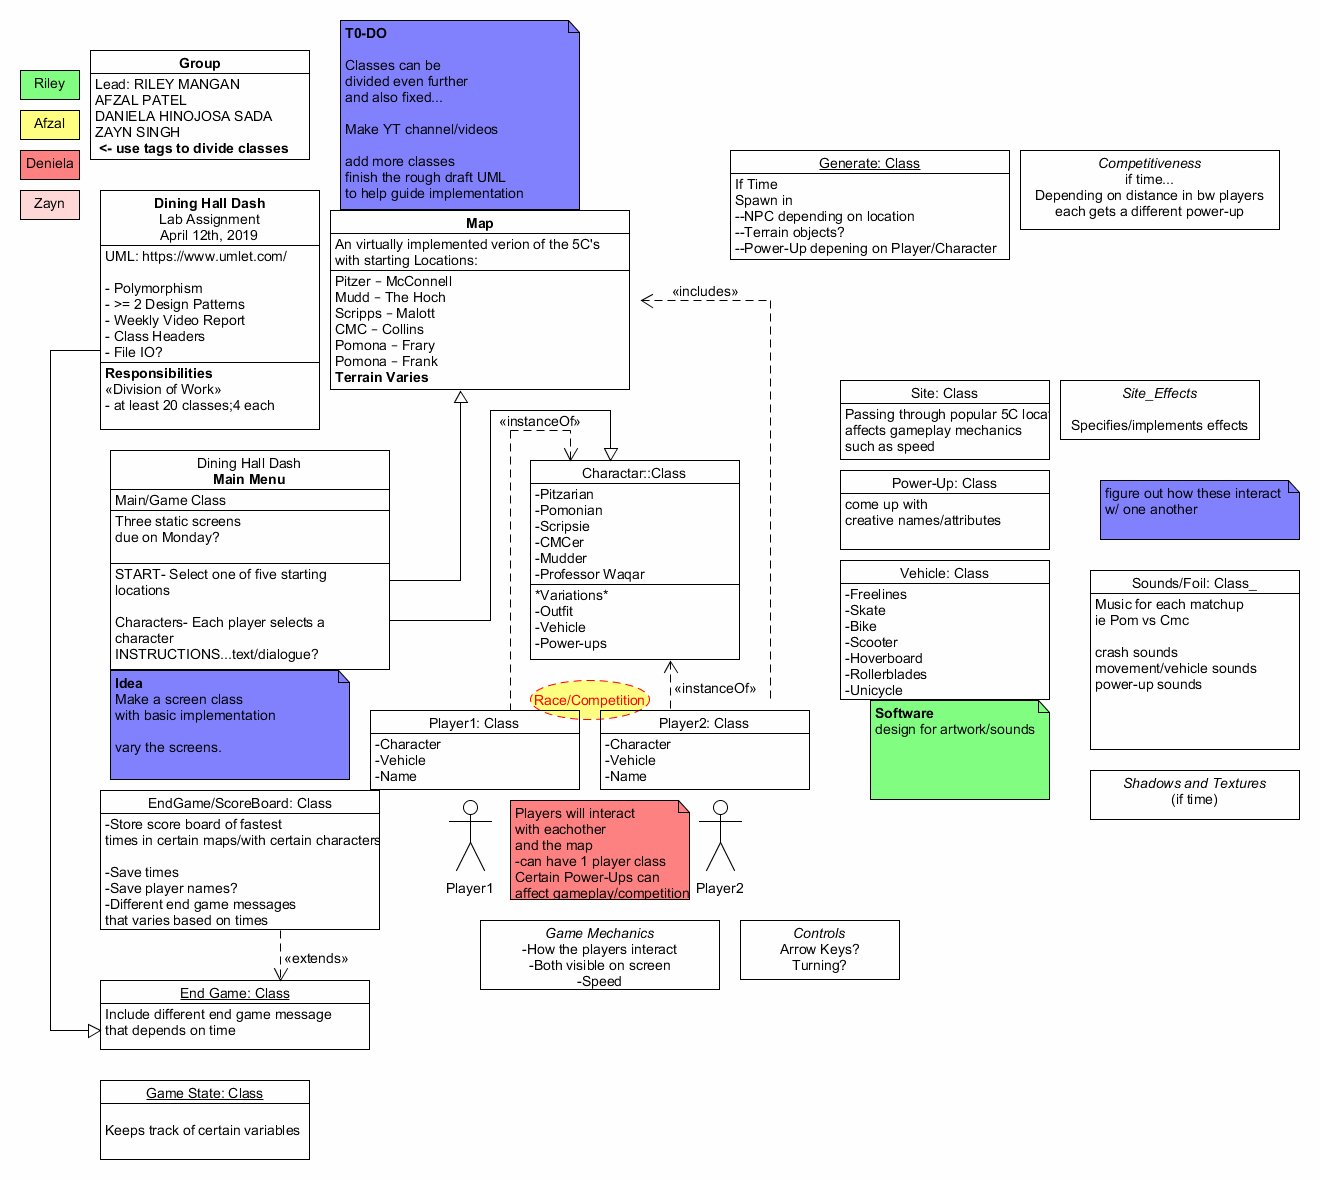 T0-DO
Classes can be
divided even further
and also fixed...
Make YT channel/videos
add more classes
finish the rough draft UML
to help guide implementation
Riley
Afzal
Deniela
Zayn
Group
Lead: RILEY MANGAN
AFZAL PATEL
DANIELA HINOJOSA SADA
ZAYN SINGH
<- use tags to divide classes
Dining Hall Dash
Lab Assignment
April 12th, 2019
UML: https://www.umlet.com/
- Polymorphism
- >= 2 Design Patterns
- Weekly Video Report
- Class Headers
- File IO?
Responsibilities
«Division of Work»
- at least 20 classes;4 each
Map
An virtually implemented verion of the 5C's
with starting Locations:
Pitzer – McConnell
Mudd – The Hoch
Scripps – Malott
CMC – Collins
Pomona – Frary
Pomona – Frank
Terrain Varies
«includes»
Generate: Class
If Time
Spawn in
--NPC depending on location
--Terrain objects?
--Power-Up depening on Player/Character
Competitiveness
if time...
Depending on distance in bw players
each gets a different power-up
Dining Hall Dash
Main Menu
Main/Game Class
Three static screens
due on Monday?
START- Select one of five starting
locations
Characters- Each player selects a
character
INSTRUCTIONS...text/dialogue?
Idea
Make a screen class
with basic implementation
vary the screens.
«instanceOf»
Charactar::Class
-Pitzarian
-Pomonian
-Scripsie
-CMCer
-Mudder
-Professor Waqar
*Variations*
-Outfit
-Vehicle
-Power-ups
«instanceOf»
Race/Competition
Player1: Class
-Character
-Vehicle
-Name
Player2: Class
-Character
-Vehicle
-Name
Player1
Players will interact
with eachother
and the map
-can have 1 player class
Certain Power-Ups can
affect gameplay/competition
Player2
Site: Class
Passing through popular 5C loca
affects gameplay mechanics
such as speed
Site_Effects
Specifies/implements effects
Power-Up: Class
come up with
creative names/attributes
figure out how these interact
w/ one another
Vehicle: Class
-Freelines
-Skate
-Bike
-Scooter
-Hoverboard
-Rollerblades
-Unicycle
Software
design for artwork/sounds
Sounds/Foil: Class_
Music for each matchup
ie Pom vs Cmc
crash sounds
movement/vehicle sounds
power-up sounds
Shadows and Textures
(if time)
EndGame/ScoreBoard: Class
-Store score board of fastest
times in certain maps/with certain characters
-Save times
-Save player names?
-Different end game messages
that varies based on times
«extends»
End Game: Class
Include different end game message
that depends on time
Game Mechanics
-How the players interact
-Both visible on screen
-Speed
Controls
Arrow Keys?
Turning?
Game State: Class
Keeps track of certain variables